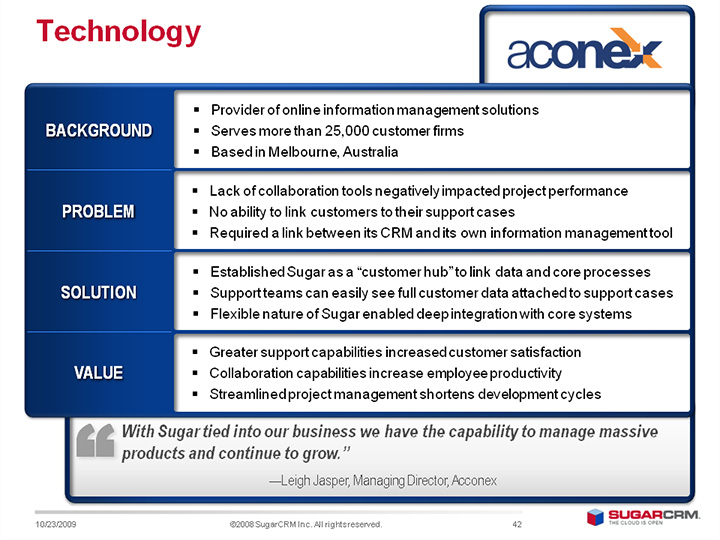 Technology
aconex
BACKGROUND
▪ Provider of online information management solutions
▪ Serves more than 25,000 customer firms
▪ Based in Melbourne, Australia
PROBLEM
▪ Lack of collaboration tools negatively impacted project performance
▪ No ability to link customers to their support cases
▪ Required a link between its CRM and its own information management tool
SOLUTION
▪ Established Sugar as a “customer hub” to link data and core processes
▪ Support teams can easily see full customer data attached to support cases
▪ Flexible nature of Sugar enabled deep integration with core systems
VALUE
▪ Greater support capabilities increased customer satisfaction
▪ Collaboration capabilities increase employee productivity
▪ Streamlined project management shortens development cycles
“ With Sugar tied into our business we have the capability to manage massive
products and continue to grow.”
—Leigh Jasper, Managing Director, Acconex
10/23/2009 ©2008 SugarCRM Inc. All rights reserved. 42
SUGARCRM.
THE CLOUD IS OPEN